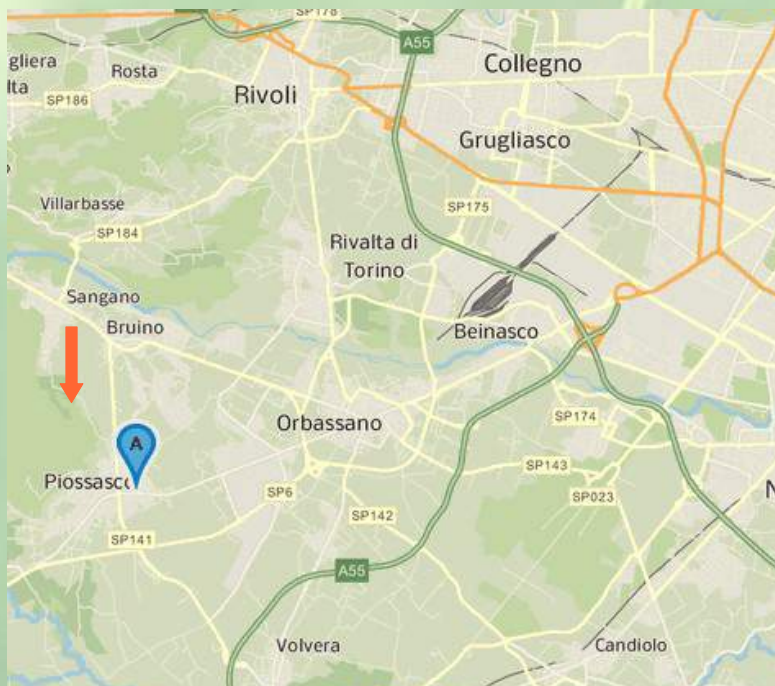 SP178
A55
gliera
lta
Rosta
Collegno
SP186
Rivoli
Grugliasco
Villarbasse
SP175
SP184
Rivalta di
Torino
Sangano
Bruino
Beinasco
Orbassano
SP174
A
Piossasco
SP6
SP143
SP023
SP142
SP141
A55
Volvera
Candiolo
N